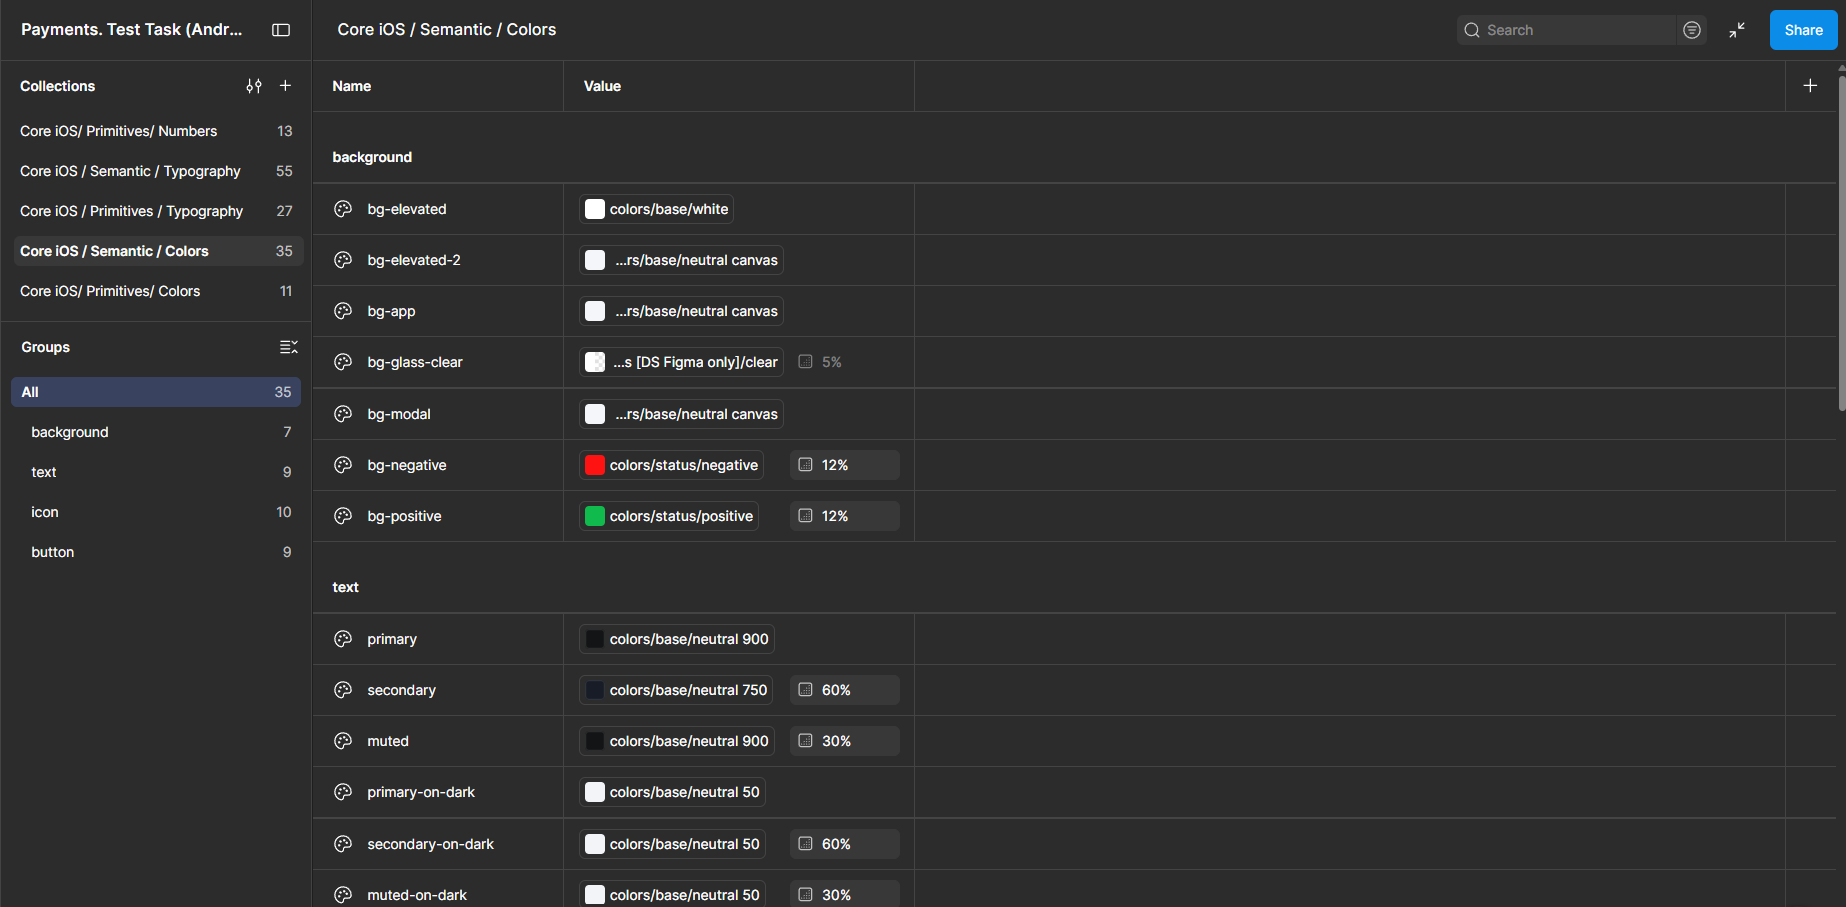 Payments. Test Task (Andr...
Core iOS / Semantic / Colors
Search
Share
Collections
Core iOS/ Primitives/ Numbers 13
Core iOS / Semantic / Typography 55
Core iOS / Primitives / Typography 27
Core iOS / Semantic / Colors 35
Core iOS/ Primitives/ Colors 11
Groups
All 35
background 7
text 9
icon 10
button 9
Name Value
background
bg-elevated colors/base/white
bg-elevated-2 ...rs/base/neutral canvas
bg-app ...rs/base/neutral canvas
bg-glass-clear ...s [DS Figma only]/clear 5%
bg-modal ...rs/base/neutral canvas
bg-negative colors/status/negative 12%
bg-positive colors/status/positive 12%
text
primary colors/base/neutral 900
secondary colors/base/neutral 750 60%
muted colors/base/neutral 900 30%
primary-on-dark colors/base/neutral 50
secondary-on-dark colors/base/neutral 50 60%
muted-on-dark colors/base/neutral 50 30%